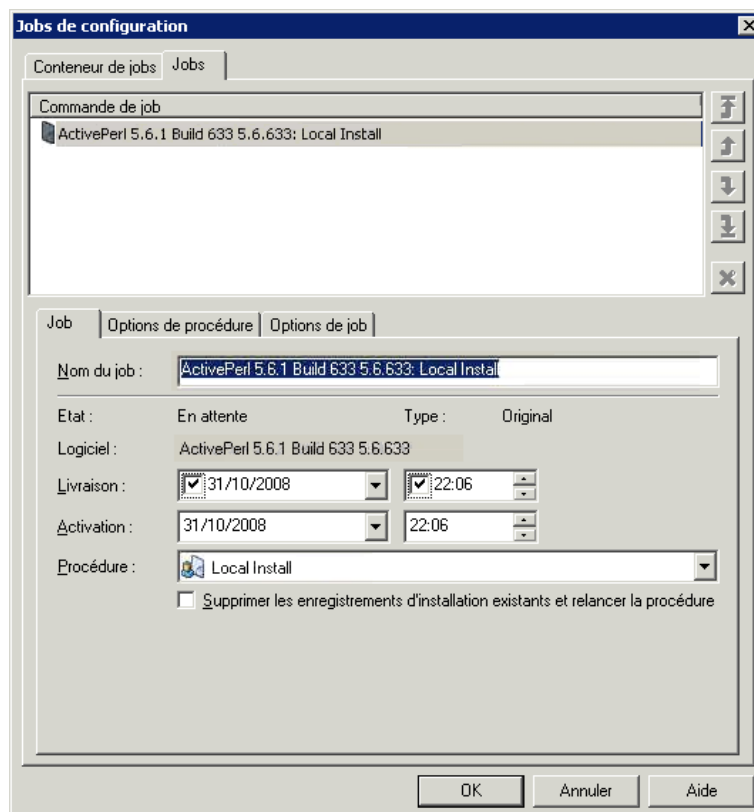 Jobs de configuration
Conteneur de jobs Jobs
Commande de job
ActivePerl 5.6.1 Build 633 5.6.633: Local Install
Job Options de procédure Options de job
Nom du job : ActivePerl 5.6.1 Build 633 5.6.633: Local Instal
Etat : En attente Type : Original
Logiciel : ActivePerl 5.6.1 Build 633 5.6.633
Livraison : 31/10/2008 22:06
Activation : 31/10/2008 22:06
Procédure : Local Install
Supprimer les enregistrements d'installation existants et relancer la procédure
OK Annuler Aide